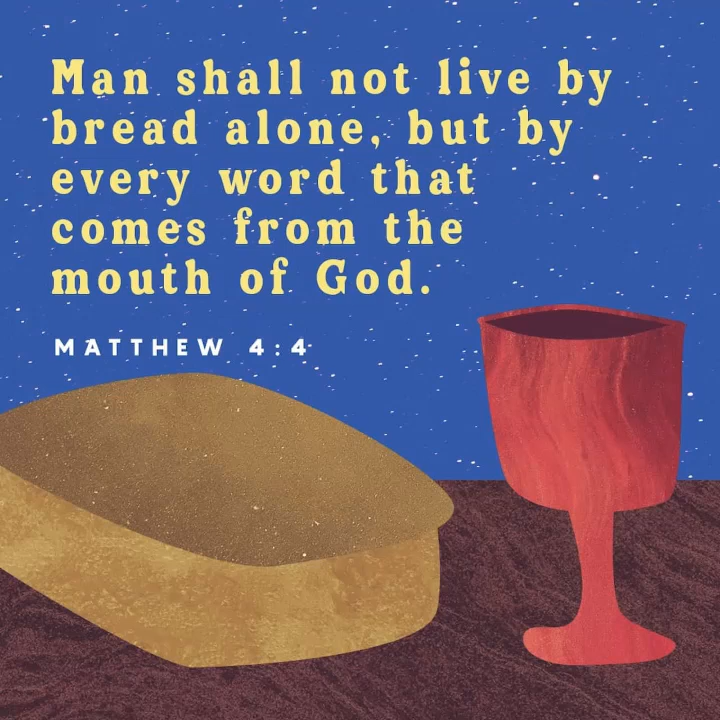 Man shall not live by
bread alone, but by
every word that
comes from the
mouth of God.
MATTHEW 4:4